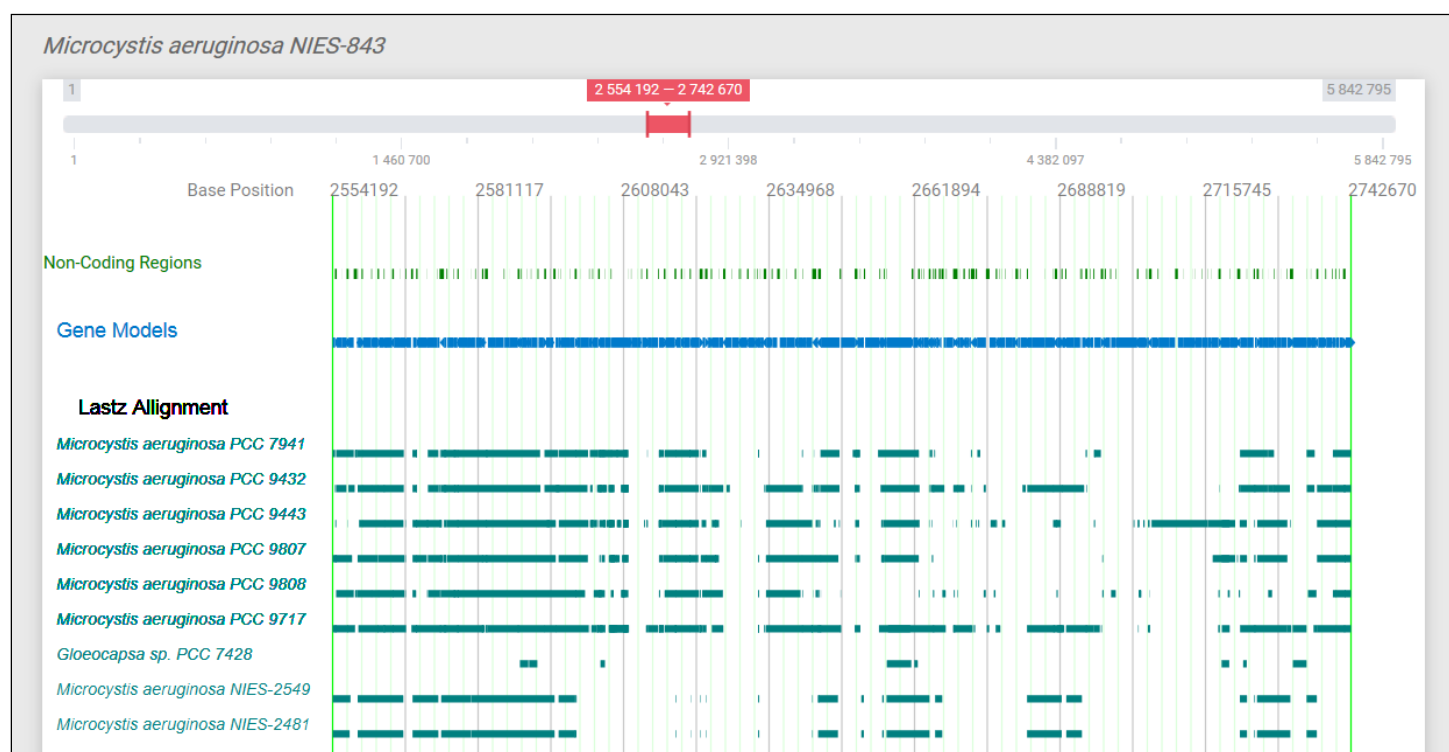 Microcystis aeruginosa NIES-843
1 2 554 192 — 2 742 670 5 842 795
1 1 460 700 2 921 398 4 382 097 5 842 795
Base Position 2554192 2581117 2608043 2634968 2661894 2688819 2715745 2742670
Non-Coding Regions
Gene Models
Lastz Allignment
Microcystis aeruginosa PCC 7941
Microcystis aeruginosa PCC 9432
Microcystis aeruginosa PCC 9443
Microcystis aeruginosa PCC 9807
Microcystis aeruginosa PCC 9808
Microcystis aeruginosa PCC 9717
Gloeocapsa sp. PCC 7428
Microcystis aeruginosa NIES-2549
Microcystis aeruginosa NIES-2481